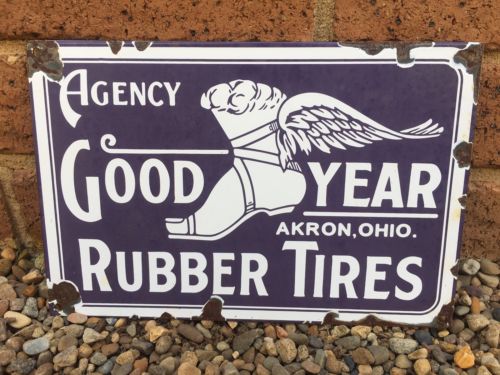 AGENCY
GOOD YEAR
AKRON, OHIO.
RUBBER TIRES